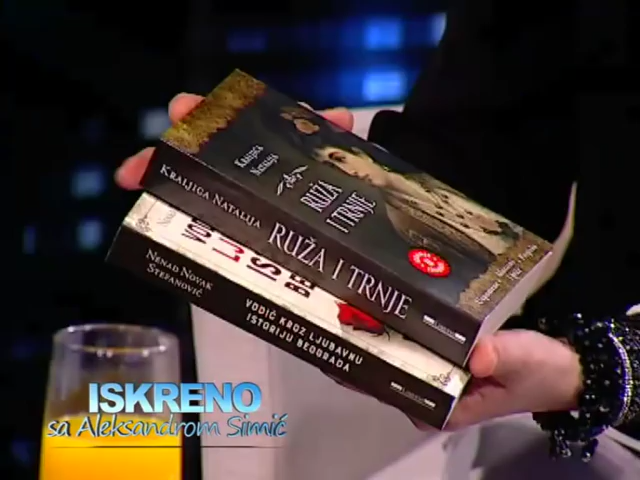 KRALJICA
NATALIJA
RUŽA
I TRNJE
KRALJICA NATALIJA
RUŽA I TRNJE
NENAD NOVAK
STEFANOVIĆ
VODIČ KROZ LJUBAVNU
ISTORIJU BEOGRADA
ISKRENO
sa Aleksandrom Simić